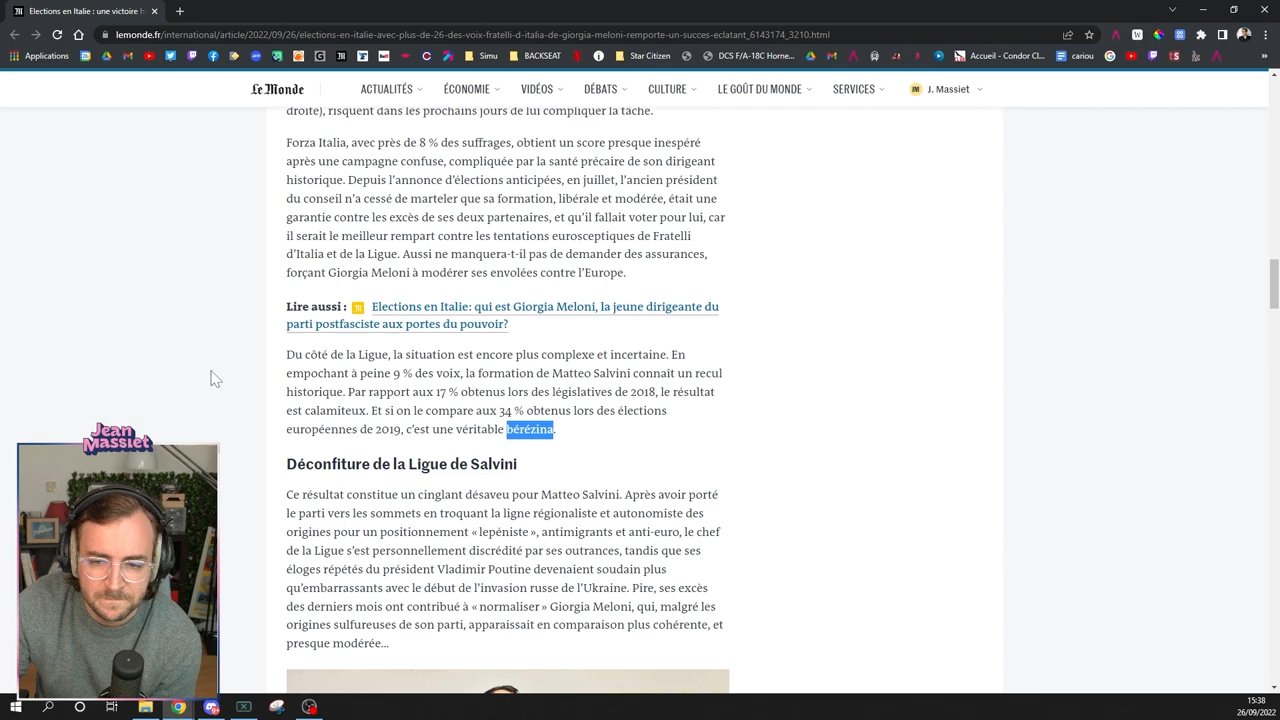 Elections en Italie : une victoire
lemonde.fr/international/article/2022/09/26/elections-en-italie-avec-plus-de-26-des-voix-fratelli-d-italia-de-giorgia-meloni-remporte-un-succes-eclatant_6143174_3210.html
Applications
Simu
BACKSEAT
Star Citizen
DCS F/A-18C Horne...
Accueil - Condor Cl...
cariou
Le Monde
ACTUALITÉS
ÉCONOMIE
VIDÉOS
DÉBATS
CULTURE
LE GOÛT DU MONDE
SERVICES
JM
J. Massiet
droite), risquent dans les prochains jours de lui compliquer la tâche.
Forza Italia, avec près de 8 % des suffrages, obtient un score presque inespéré
après une campagne confuse, compliquée par la santé précaire de son dirigeant
historique. Depuis l’annonce d’élections anticipées, en juillet, l’ancien président
du conseil n’a cessé de marteler que sa formation, libérale et modérée, était une
garantie contre les excès de ses deux partenaires, et qu’il fallait voter pour lui, car
il serait le meilleur rempart contre les tentations eurosceptiques de Fratelli
d’Italia et de la Ligue. Aussi ne manquera-t-il pas de demander des assurances,
forçant Giorgia Meloni à modérer ses envolées contre l’Europe.
Lire aussi : Elections en Italie: qui est Giorgia Meloni, la jeune dirigeante du
parti postfasciste aux portes du pouvoir?
Du côté de la Ligue, la situation est encore plus complexe et incertaine. En
empochant à peine 9 % des voix, la formation de Matteo Salvini connaît un recul
historique. Par rapport aux 17 % obtenus lors des législatives de 2018, le résultat
est calamiteux. Et si on le compare aux 34 % obtenus lors des élections
européennes de 2019, c’est une véritable bérézina.
Déconfiture de la Ligue de Salvini
Ce résultat constitue un cinglant désaveu pour Matteo Salvini. Après avoir porté
le parti vers les sommets en troquant la ligne régionaliste et autonomiste des
origines pour un positionnement « lepéniste », antimigrants et anti-euro, le chef
de la Ligue s’est personnellement discrédité par ses outrances, tandis que ses
éloges répétés du président Vladimir Poutine devenaient soudain plus
qu’embarrassants avec le début de l’invasion russe de l’Ukraine. Pire, ses excès
des derniers mois ont contribué à « normaliser » Giorgia Meloni, qui, malgré les
origines sulfureuses de son parti, apparaissait en comparaison plus cohérente, et
presque modérée...
Jean
Massiet
15:38
26/09/2022